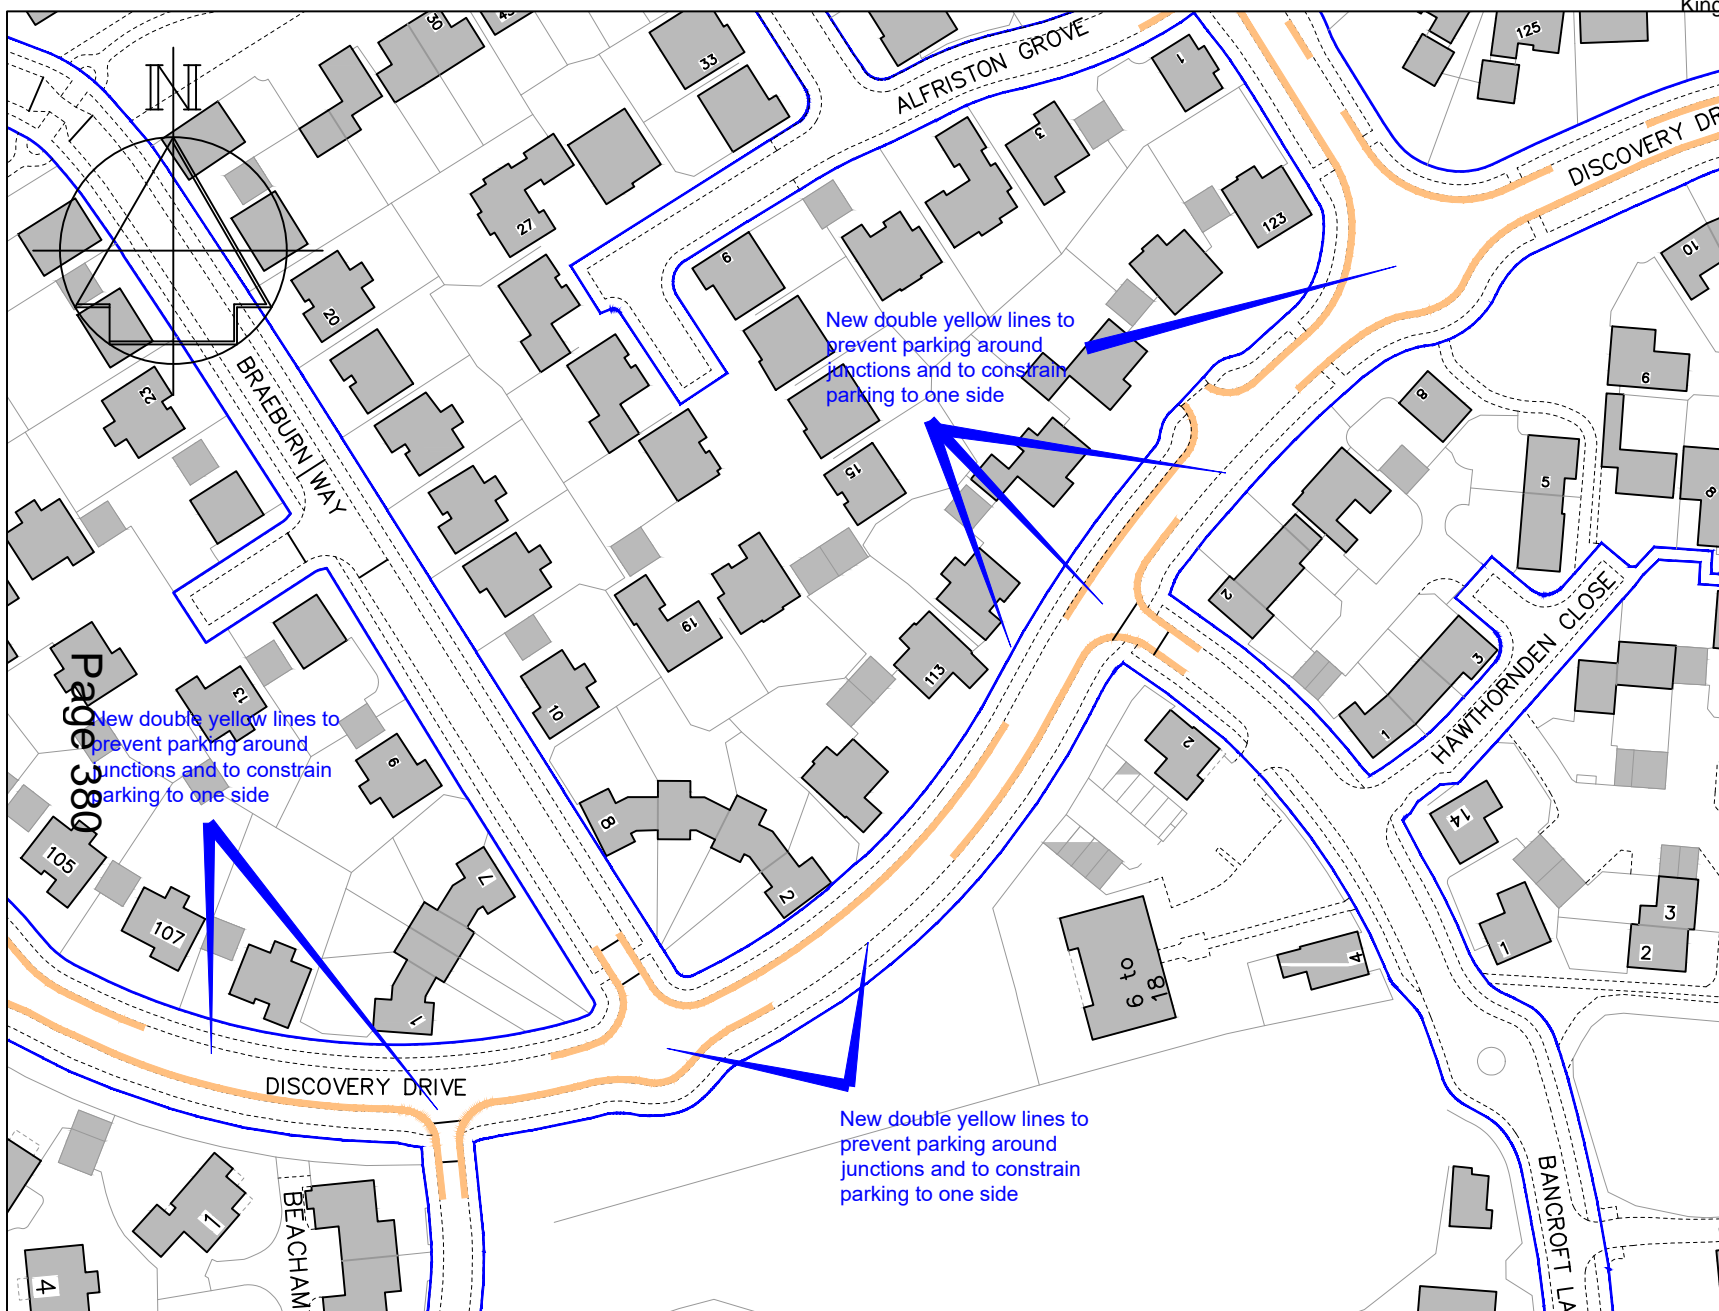 King
30
43
33
ALFRISTON GROVE
1
125
N
3
DISCOVERY DR
27
123
9
10
20
New double yellow lines to
prevent parking around
junctions and to constrain
parking to one side
23
BRAEBURN WAY
8
6
15
5
8
2
19
HAWTHORNDEN CLOSE
113
3
1
Page 380
13
10
New double yellow lines to
prevent parking around
junctions and to constrain
parking to one side
9
2
14
8
105
7
2
107
3
1
2
4
6 to
18
1
DISCOVERY DRIVE
New double yellow lines to
prevent parking around
junctions and to constrain
parking to one side
BANCROFT LA
1
BEACHAM
4